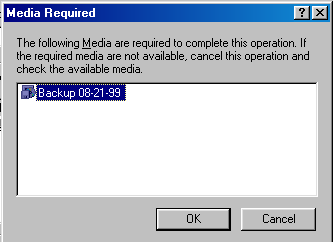 Media Required
The following Media are required to complete this operation. If
the required media are not available, cancel this operation and
check the available media.
Backup 08-21-99
OK
Cancel